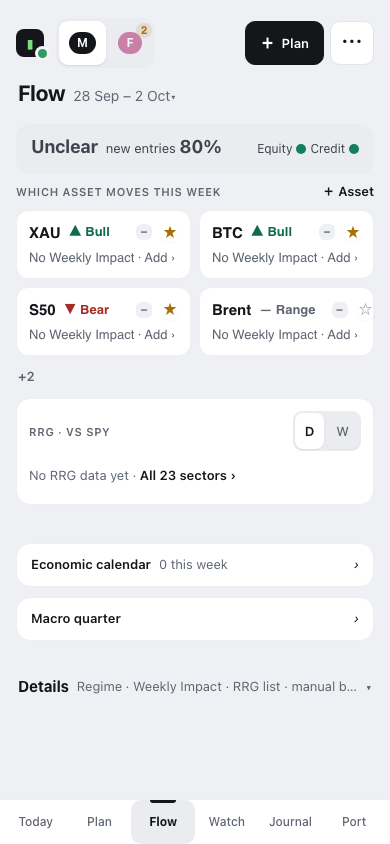 M F 2 + Plan ···
Flow 28 Sep – 2 Oct ▾
Unclear new entries 80% Equity Credit
WHICH ASSET MOVES THIS WEEK + Asset
XAU ▲ Bull – ★ BTC ▲ Bull – ★
No Weekly Impact · Add › No Weekly Impact · Add ›
S50 ▼ Bear – ★ Brent — Range – ☆
No Weekly Impact · Add › No Weekly Impact · Add ›
+2
RRG · VS SPY D W
No RRG data yet · All 23 sectors ›
Economic calendar 0 this week ›
Macro quarter ›
Details Regime · Weekly Impact · RRG list · manual b... ▾
Today Plan Flow Watch Journal Port